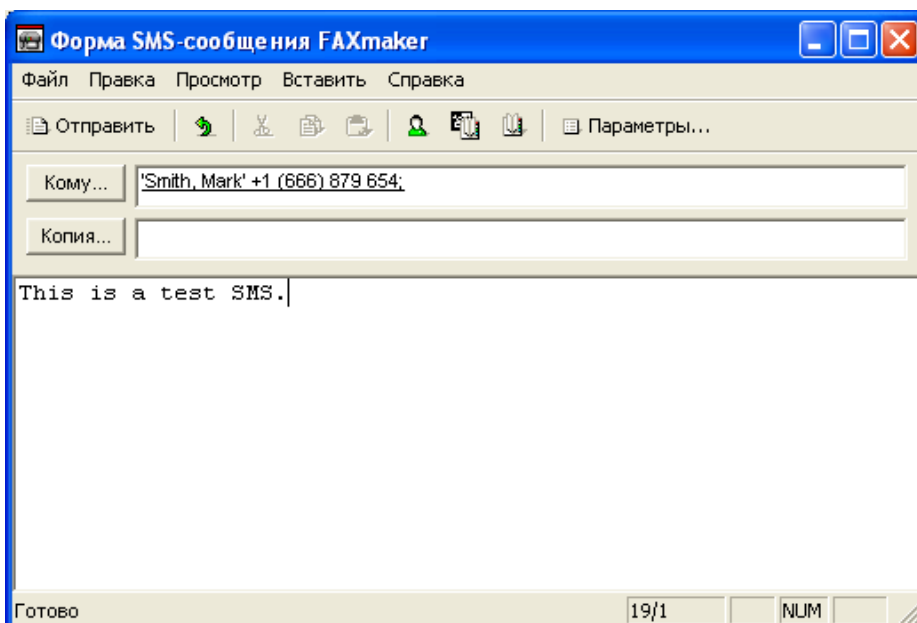 Форма SMS-сообщения FAXmaker
Файл Правка Просмотр Вставить Справка
Отправить Параметры...
Кому... 'Smith, Mark' +1 (666) 879 654;
Копия...
This is a test SMS.
Готово 19/1 NUM